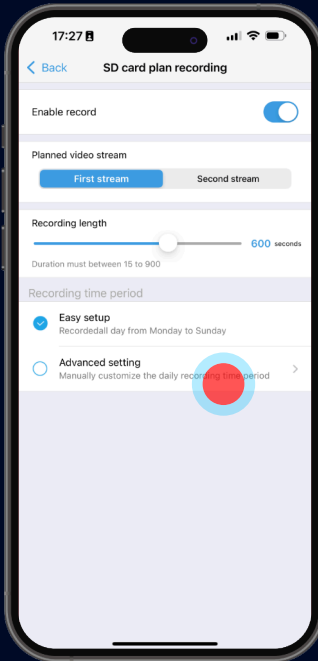 17:27
Back
SD card plan recording
Enable record
Planned video stream
First stream
Second stream
Recording length
600 seconds
Duration must between 15 to 900
Recording time period
Easy setup
Recordedall day from Monday to Sunday
Advanced setting
Manually customize the daily recording time period